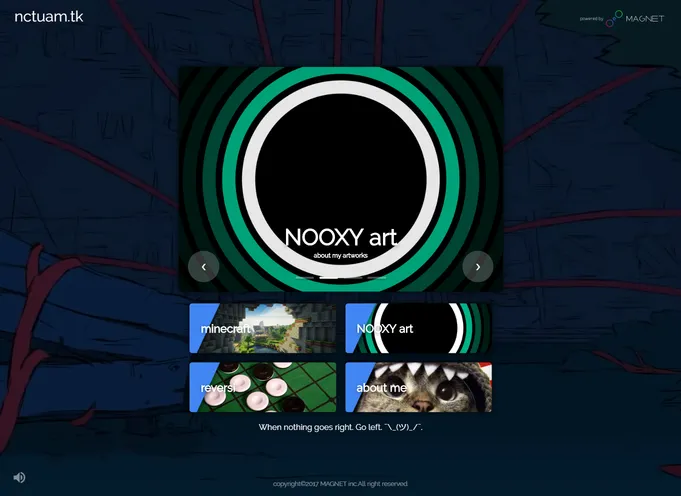 nctuam.tk
powered by MAGNET
NOOXY art
about my artworks
minecraft
NOOXY art
reversi
about me
When nothing goes right. Go left. ¯\_(ツ)_/¯.
copyright©2017 MAGNET inc.All right reserved.